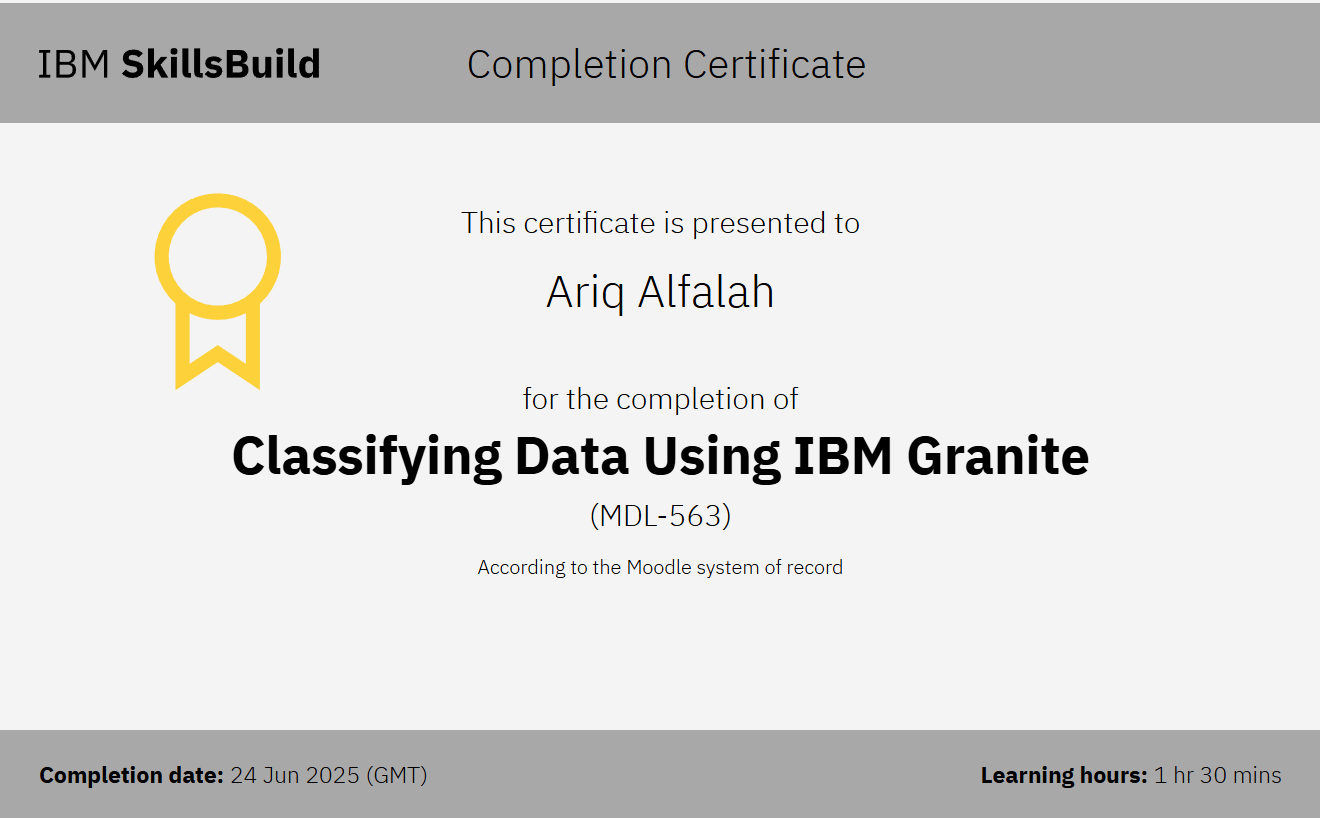 IBM SkillsBuild
Completion Certificate
This certificate is presented to
Ariq Alfalah
for the completion of
Classifying Data Using IBM Granite
(MDL-563)
According to the Moodle system of record
Completion date: 24 Jun 2025 (GMT)
Learning hours: 1 hr 30 mins